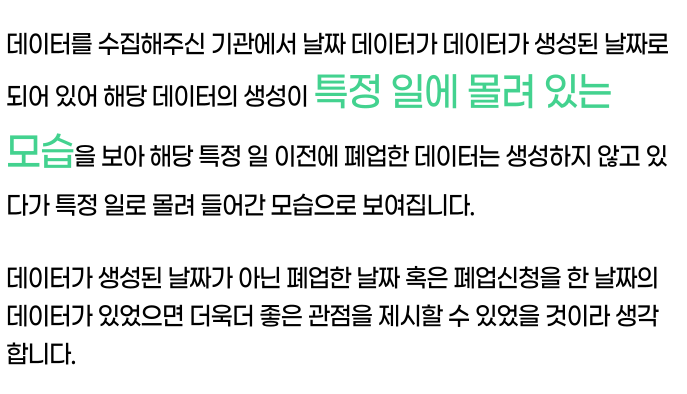 데이터를 수집해주신 기관에서 날짜 데이터가 데이터가 생성된 날짜로
되어 있어 해당 데이터의 생성이 특정 일에 몰려 있는
모습을 보아 해당 특정 일 이전에 폐업한 데이터는 생성하지 않고 있
다가 특정 일로 몰려 들어간 모습으로 보여집니다.
데이터가 생성된 날짜가 아닌 폐업한 날짜 혹은 폐업신청을 한 날짜의
데이터가 있었으면 더욱더 좋은 관점을 제시할 수 있었을 것이라 생각
합니다.